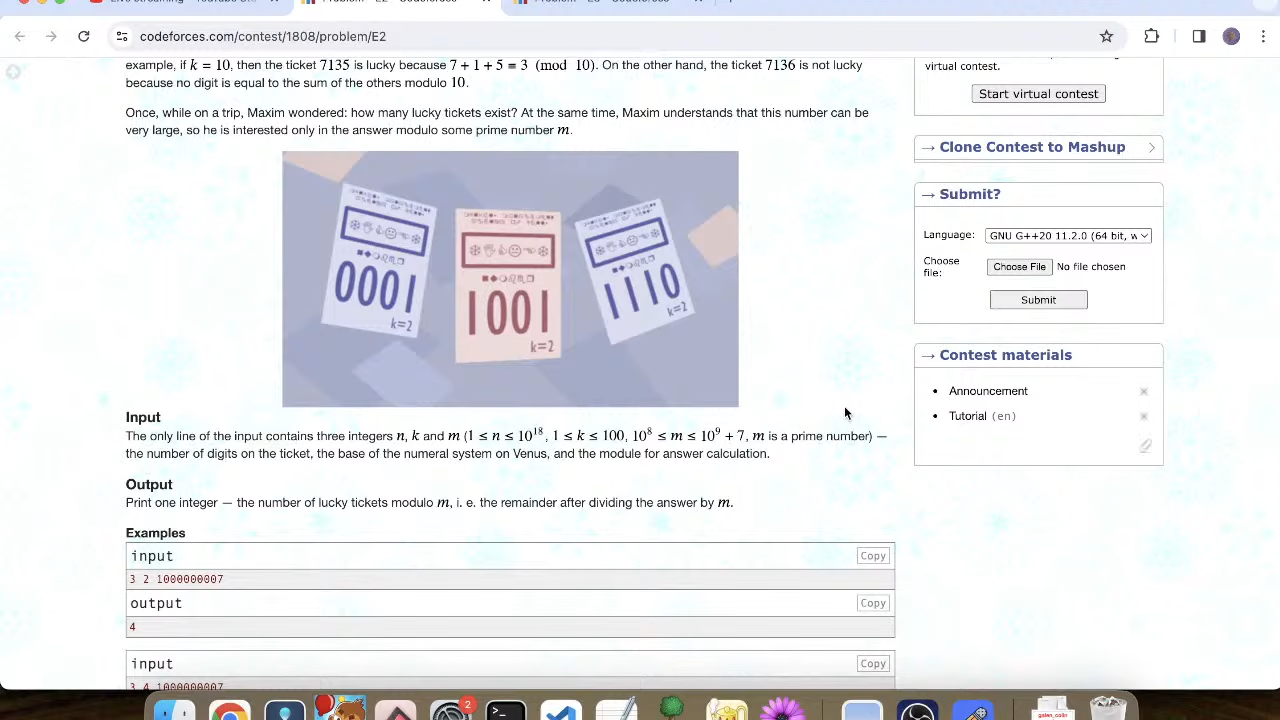 codeforces.com/contest/1808/problem/E2
example, if k = 10, then the ticket 7135 is lucky because 7 + 1 + 5 ≡ 3 (mod 10). On the other hand, the ticket 7136 is not lucky
because no digit is equal to the sum of the others modulo 10.
Once, while on a trip, Maxim wondered: how many lucky tickets exist? At the same time, Maxim understands that this number can be
very large, so he is interested only in the answer modulo some prime number m.
0001
k=2
1001
k=2
1110
k=2
Input
The only line of the input contains three integers n, k and m (1 ≤ n ≤ 10^18, 1 ≤ k ≤ 100, 10^8 ≤ m ≤ 10^9 + 7, m is a prime number) —
the number of digits on the ticket, the base of the numeral system on Venus, and the module for answer calculation.
Output
Print one integer — the number of lucky tickets modulo m, i. e. the remainder after dividing the answer by m.
Examples
input
Copy
3 2 1000000007
output
Copy
4
input
Copy
3 4 1000000007
virtual contest.
Start virtual contest
→ Clone Contest to Mashup
→ Submit?
Language: GNU G++20 11.2.0 (64 bit, w
Choose
file: Choose File No file chosen
Submit
→ Contest materials
Announcement
Tutorial (en)
2
galen_colin